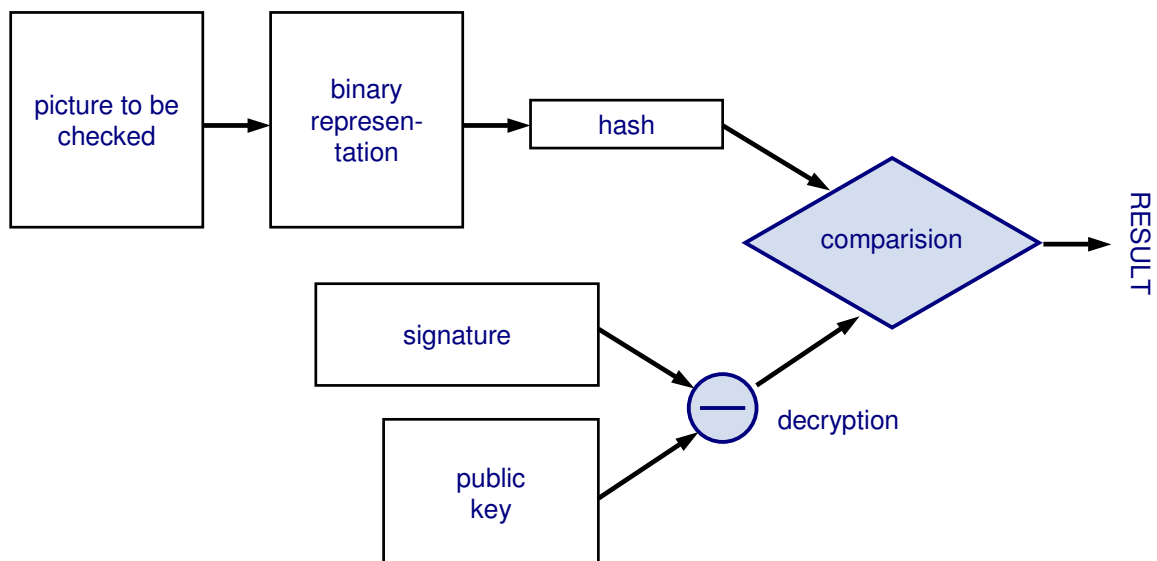 picture to be
checked
binary
represen-
tation
hash
comparision
RESULT
signature
decryption
public
key